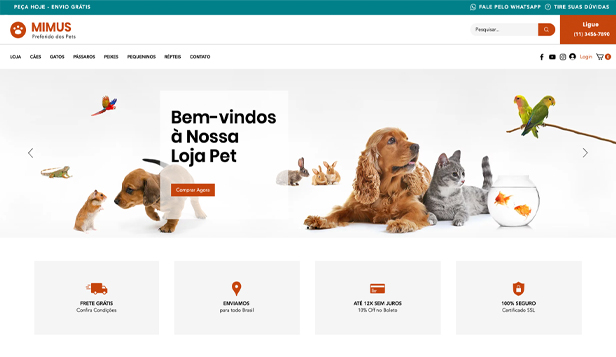 PEÇA HOJE - ENVIO GRÁTIS
FALE PELO WHATSAPP
TIRE SUAS DÚVIDAS
MIMUS
Preferida dos Pets
Pesquisar...
Ligue
(11) 3456-7890
LOJA CÃES GATOS PÁSSAROS PEIXES PEQUENINOS RÉPTEIS CONTATO
Login
0
Bem-vindos
à Nossa
Loja Pet
Comprar Agora
FRETE GRÁTIS
Confira Condições
ENVIAMOS
para todo Brasil
ATÉ 12X SEM JUROS
10% Off no Boleto
100% SEGURO
Certificado SSL